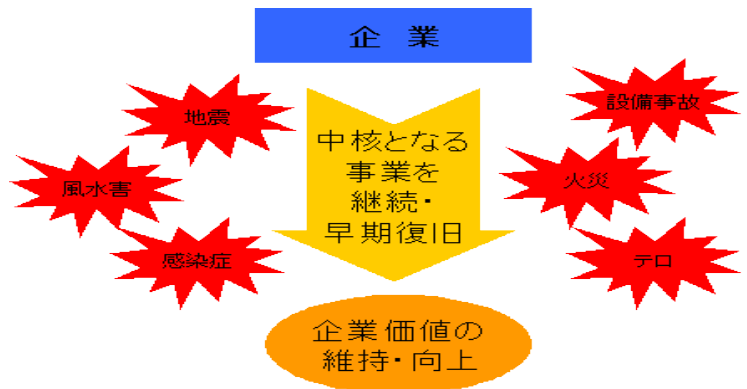 企 業
地震
風水害
感染症
中核となる
事業を
継続・
早期復旧
設備事故
火災
テロ
企業価値の
維持・向上